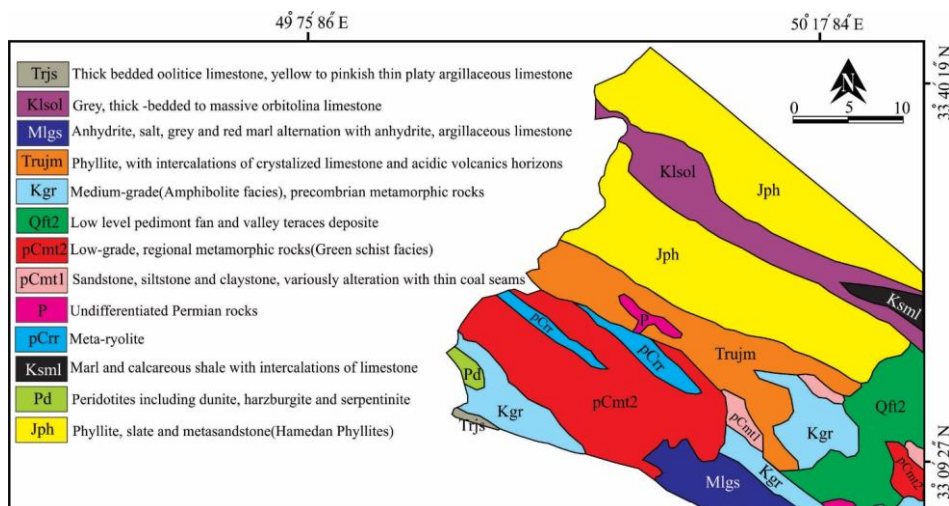 49°75´86˝E
50°17´84˝E
33°40´19˝N
33°09´27˝N
N
0 5 10
Trjs Thick bedded oolitice limestone, yellow to pinkish thin platy argillaceous limestone
Klsol Grey, thick -bedded to massive orbitolina limestone
Mlgs Anhydrite, salt, grey and red marl alternation with anhydrite, argillaceous limestone
Trujm Phyllite, with intercalations of crystalized limestone and acidic volcanics horizons
Kgr Medium-grade(Amphibolite facies), precombrian metamorphic rocks
Qft2 Low level pedimont fan and valley teraces deposite
pCmt2 Low-grade, regional metamorphic rocks(Green schist facies)
pCmt1 Sandstone, siltstone and claystone, variously alteration with thin coal seams
P Undifferentiated Permian rocks
pCrr Meta-ryolite
Ksml Marl and calcareous shale with intercalations of limestone
Pd Peridotites including dunite, harzburgite and serpentinite
Jph Phyllite, slate and metasandstone(Hamedan Phyllites)
Klsol
Jph
Jph
Ksml
P
pCrr
pCrr
Trujm
Pd
pCmt2
Kgr
Trjs
pCmt1
Kgr
Qft2
Kgr
Mlgs
pCmt2